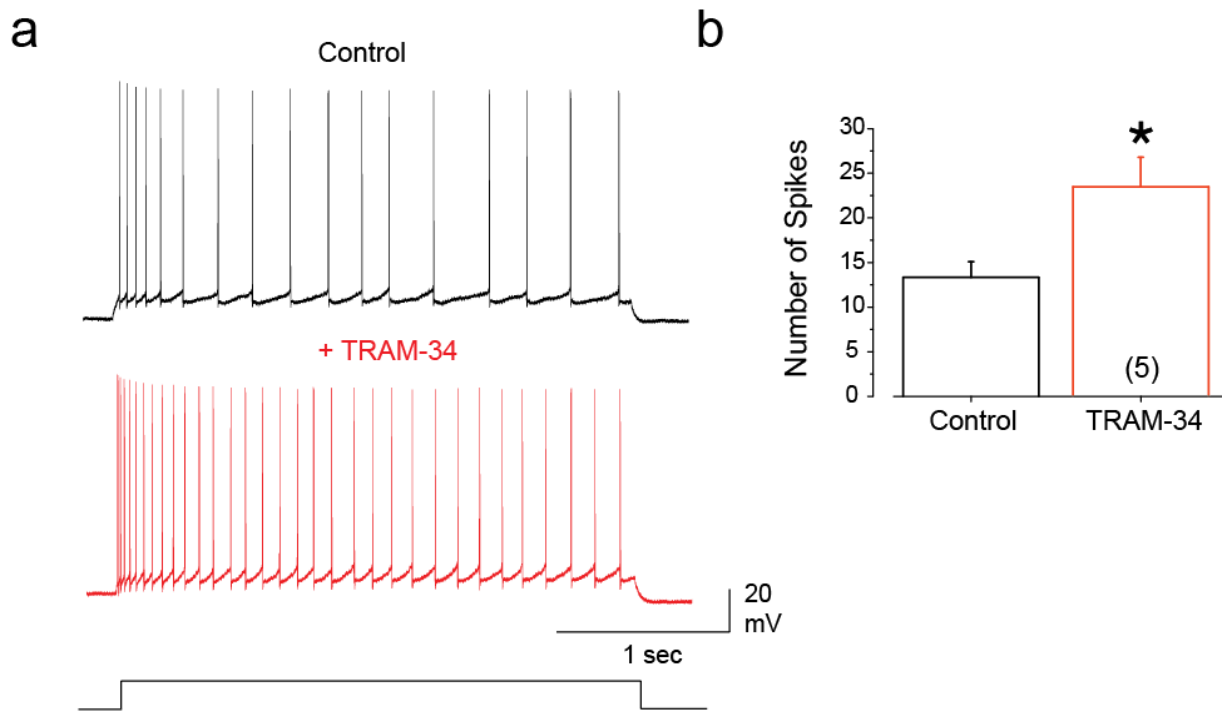 a
Control
+ TRAM-34
20
mV
1 sec
b
*
Number of Spikes
30
25
20
15
10
5
0
(5)
Control
TRAM-34